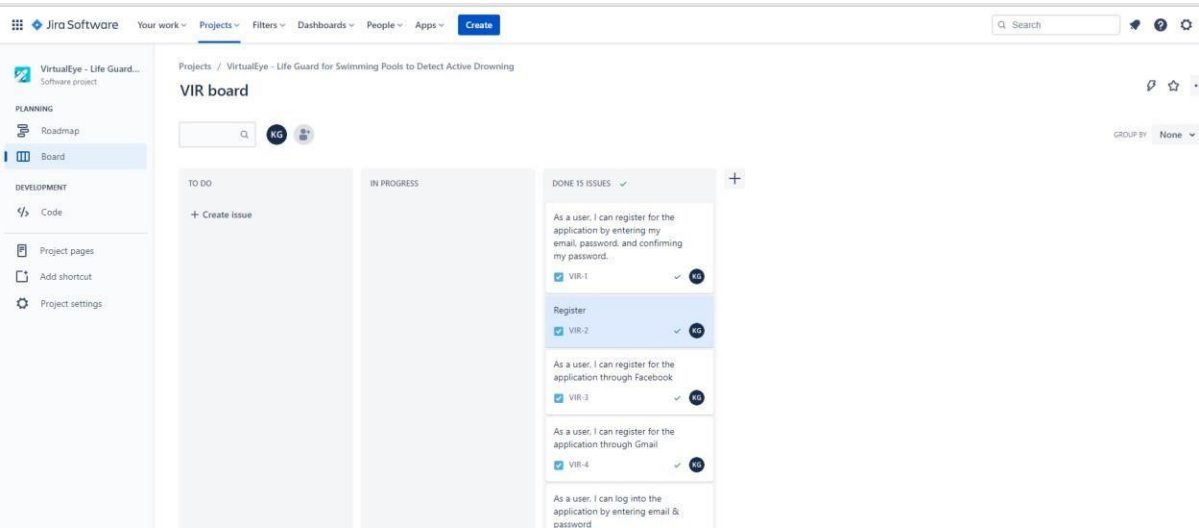 Jira Software
Your work
Projects
Filters
Dashboards
People
Apps
Create
Search
VirtualEye - Life Guard...
Software project
PLANNING
Roadmap
Board
DEVELOPMENT
Code
Project pages
Add shortcut
Project settings
Projects / VirtualEye - Life Guard for Swimming Pools to Detect Active Drowning
VIR board
KG
GROUP BY None
TO DO
+ Create issue
IN PROGRESS
DONE 15 ISSUES
As a user, I can register for the
application by entering my
email, password, and confirming
my password.
VIR-1 KG
Register
VIR-2 KG
As a user, I can register for the
application through Facebook
VIR-3 KG
As a user, I can register for the
application through Gmail
VIR-4 KG
As a user, I can log into the
application by entering email &
password